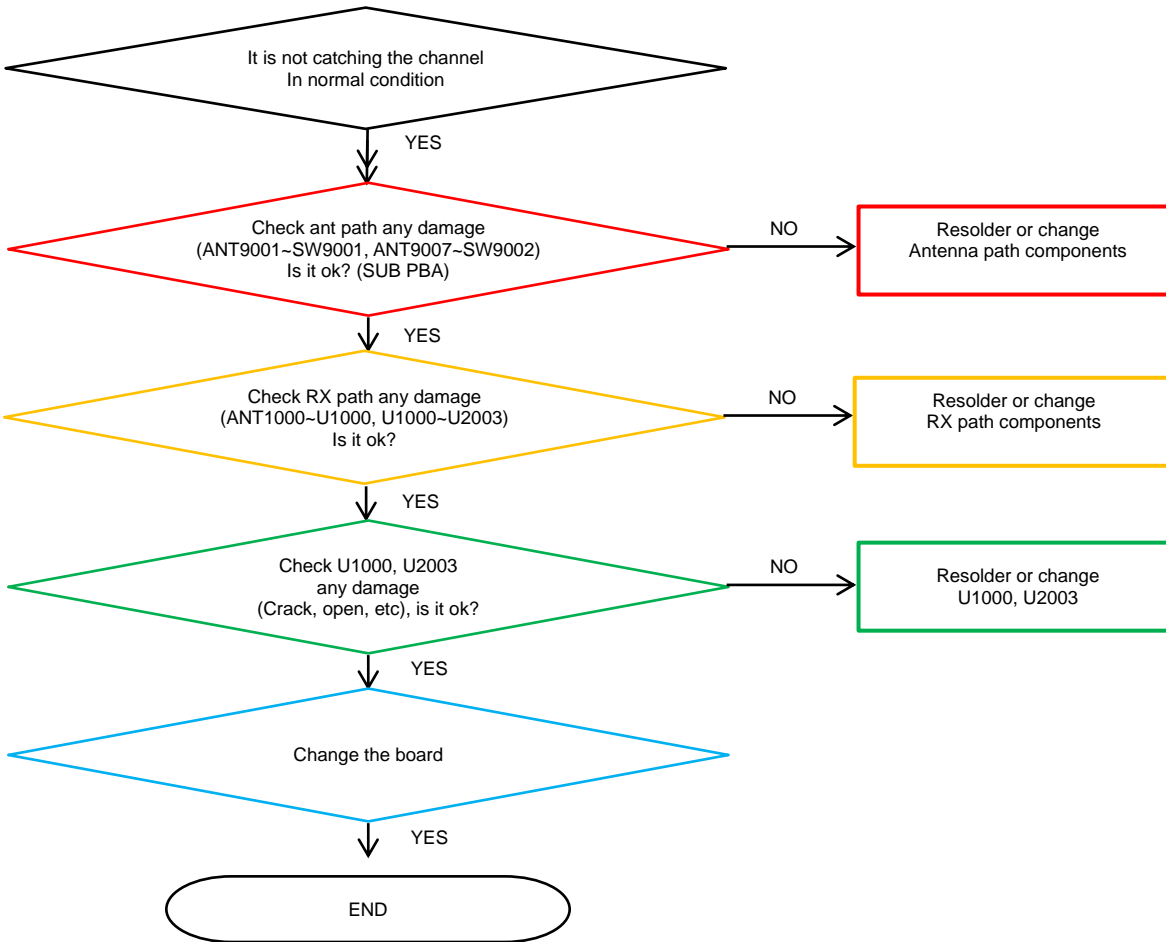 It is not catching the channel
In normal condition
YES
Check ant path any damage
(ANT9001~SW9001, ANT9007~SW9002)
Is it ok? (SUB PBA)
NO
Resolder or change
Antenna path components
YES
Check RX path any damage
(ANT1000~U1000, U1000~U2003)
Is it ok?
NO
Resolder or change
RX path components
YES
Check U1000, U2003
any damage
(Crack, open, etc), is it ok?
NO
Resolder or change
U1000, U2003
YES
Change the board
YES
END